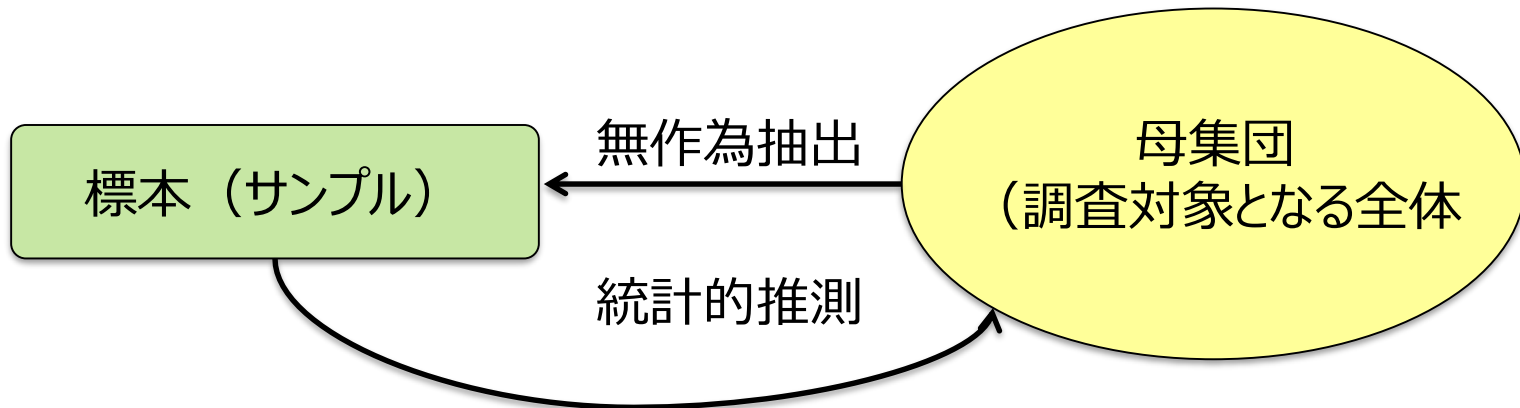 標本（サンプル）
無作為抽出
母集団
（調査対象となる全体
統計的推測